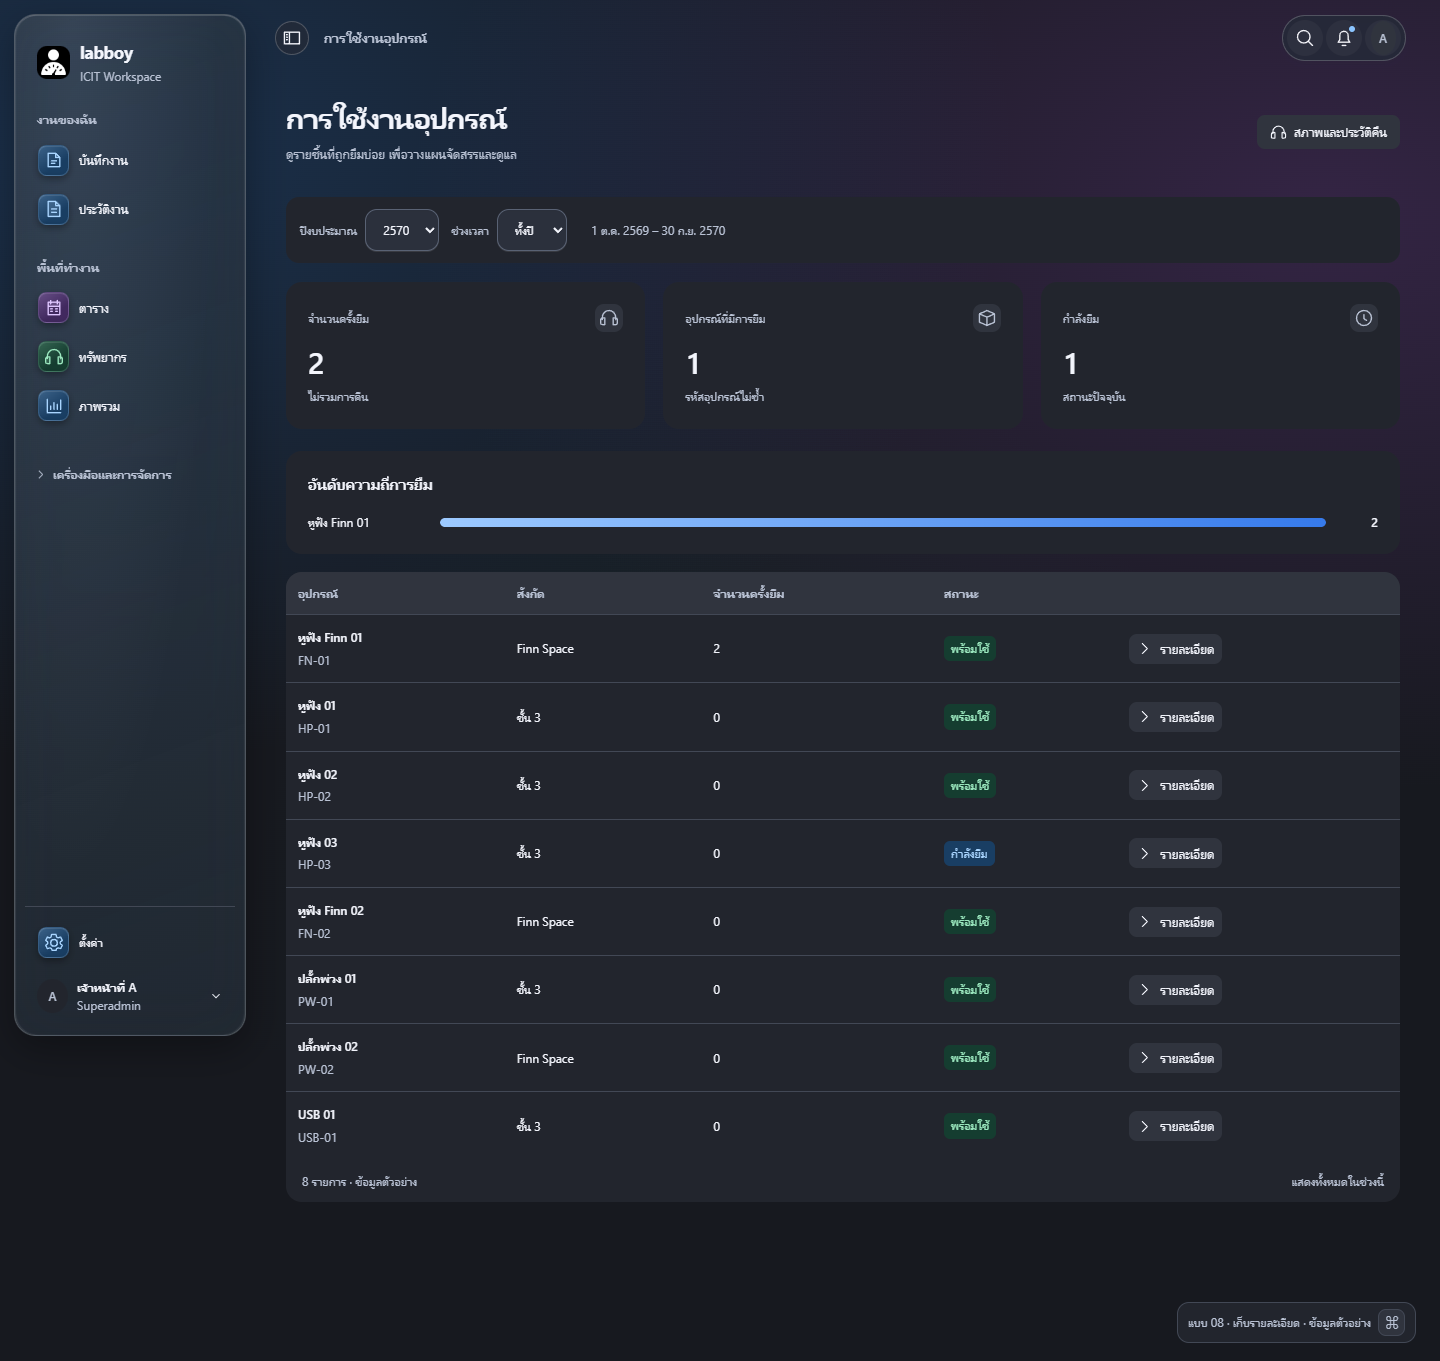 labboy
ICIT Workspace
งานของฉัน
บันทึกงาน
ประวัติงาน
พื้นที่ทำงาน
ตาราง
ทรัพยากร
ภาพรวม
เครื่องมือและการจัดการ
ตั้งค่า
A
เจ้าหน้าที่ A
Superadmin
การใช้งานอุปกรณ์
A
การใช้งานอุปกรณ์
ดูรายชิ้นที่ถูกยืมบ่อย เพื่อวางแผนจัดสรรและดูแล
สภาพและประวัติคืน
ปีงบประมาณ 2570 ช่วงเวลา ทั้งปี 1 ต.ค. 2569 – 30 ก.ย. 2570
จำนวนครั้งยืม
2
ไม่รวมการคืน
อุปกรณ์ที่มีการยืม
1
รหัสอุปกรณ์ไม่ซ้ำ
กำลังยืม
1
สถานะปัจจุบัน
อันดับความถี่การยืม
หูฟัง Finn 01 2
อุปกรณ์ สังกัด จำนวนครั้งยืม สถานะ
หูฟัง Finn 01
FN-01 Finn Space 2 พร้อมใช้ รายละเอียด
หูฟัง 01
HP-01 ชั้น 3 0 พร้อมใช้ รายละเอียด
หูฟัง 02
HP-02 ชั้น 3 0 พร้อมใช้ รายละเอียด
หูฟัง 03
HP-03 ชั้น 3 0 กำลังยืม รายละเอียด
หูฟัง Finn 02
FN-02 Finn Space 0 พร้อมใช้ รายละเอียด
ปลั๊กพ่วง 01
PW-01 ชั้น 3 0 พร้อมใช้ รายละเอียด
ปลั๊กพ่วง 02
PW-02 Finn Space 0 พร้อมใช้ รายละเอียด
USB 01
USB-01 ชั้น 3 0 พร้อมใช้ รายละเอียด
8 รายการ · ข้อมูลตัวอย่าง แสดงทั้งหมดในช่วงนี้
แบบ 08 · เก็บรายละเอียด · ข้อมูลตัวอย่าง ⌘